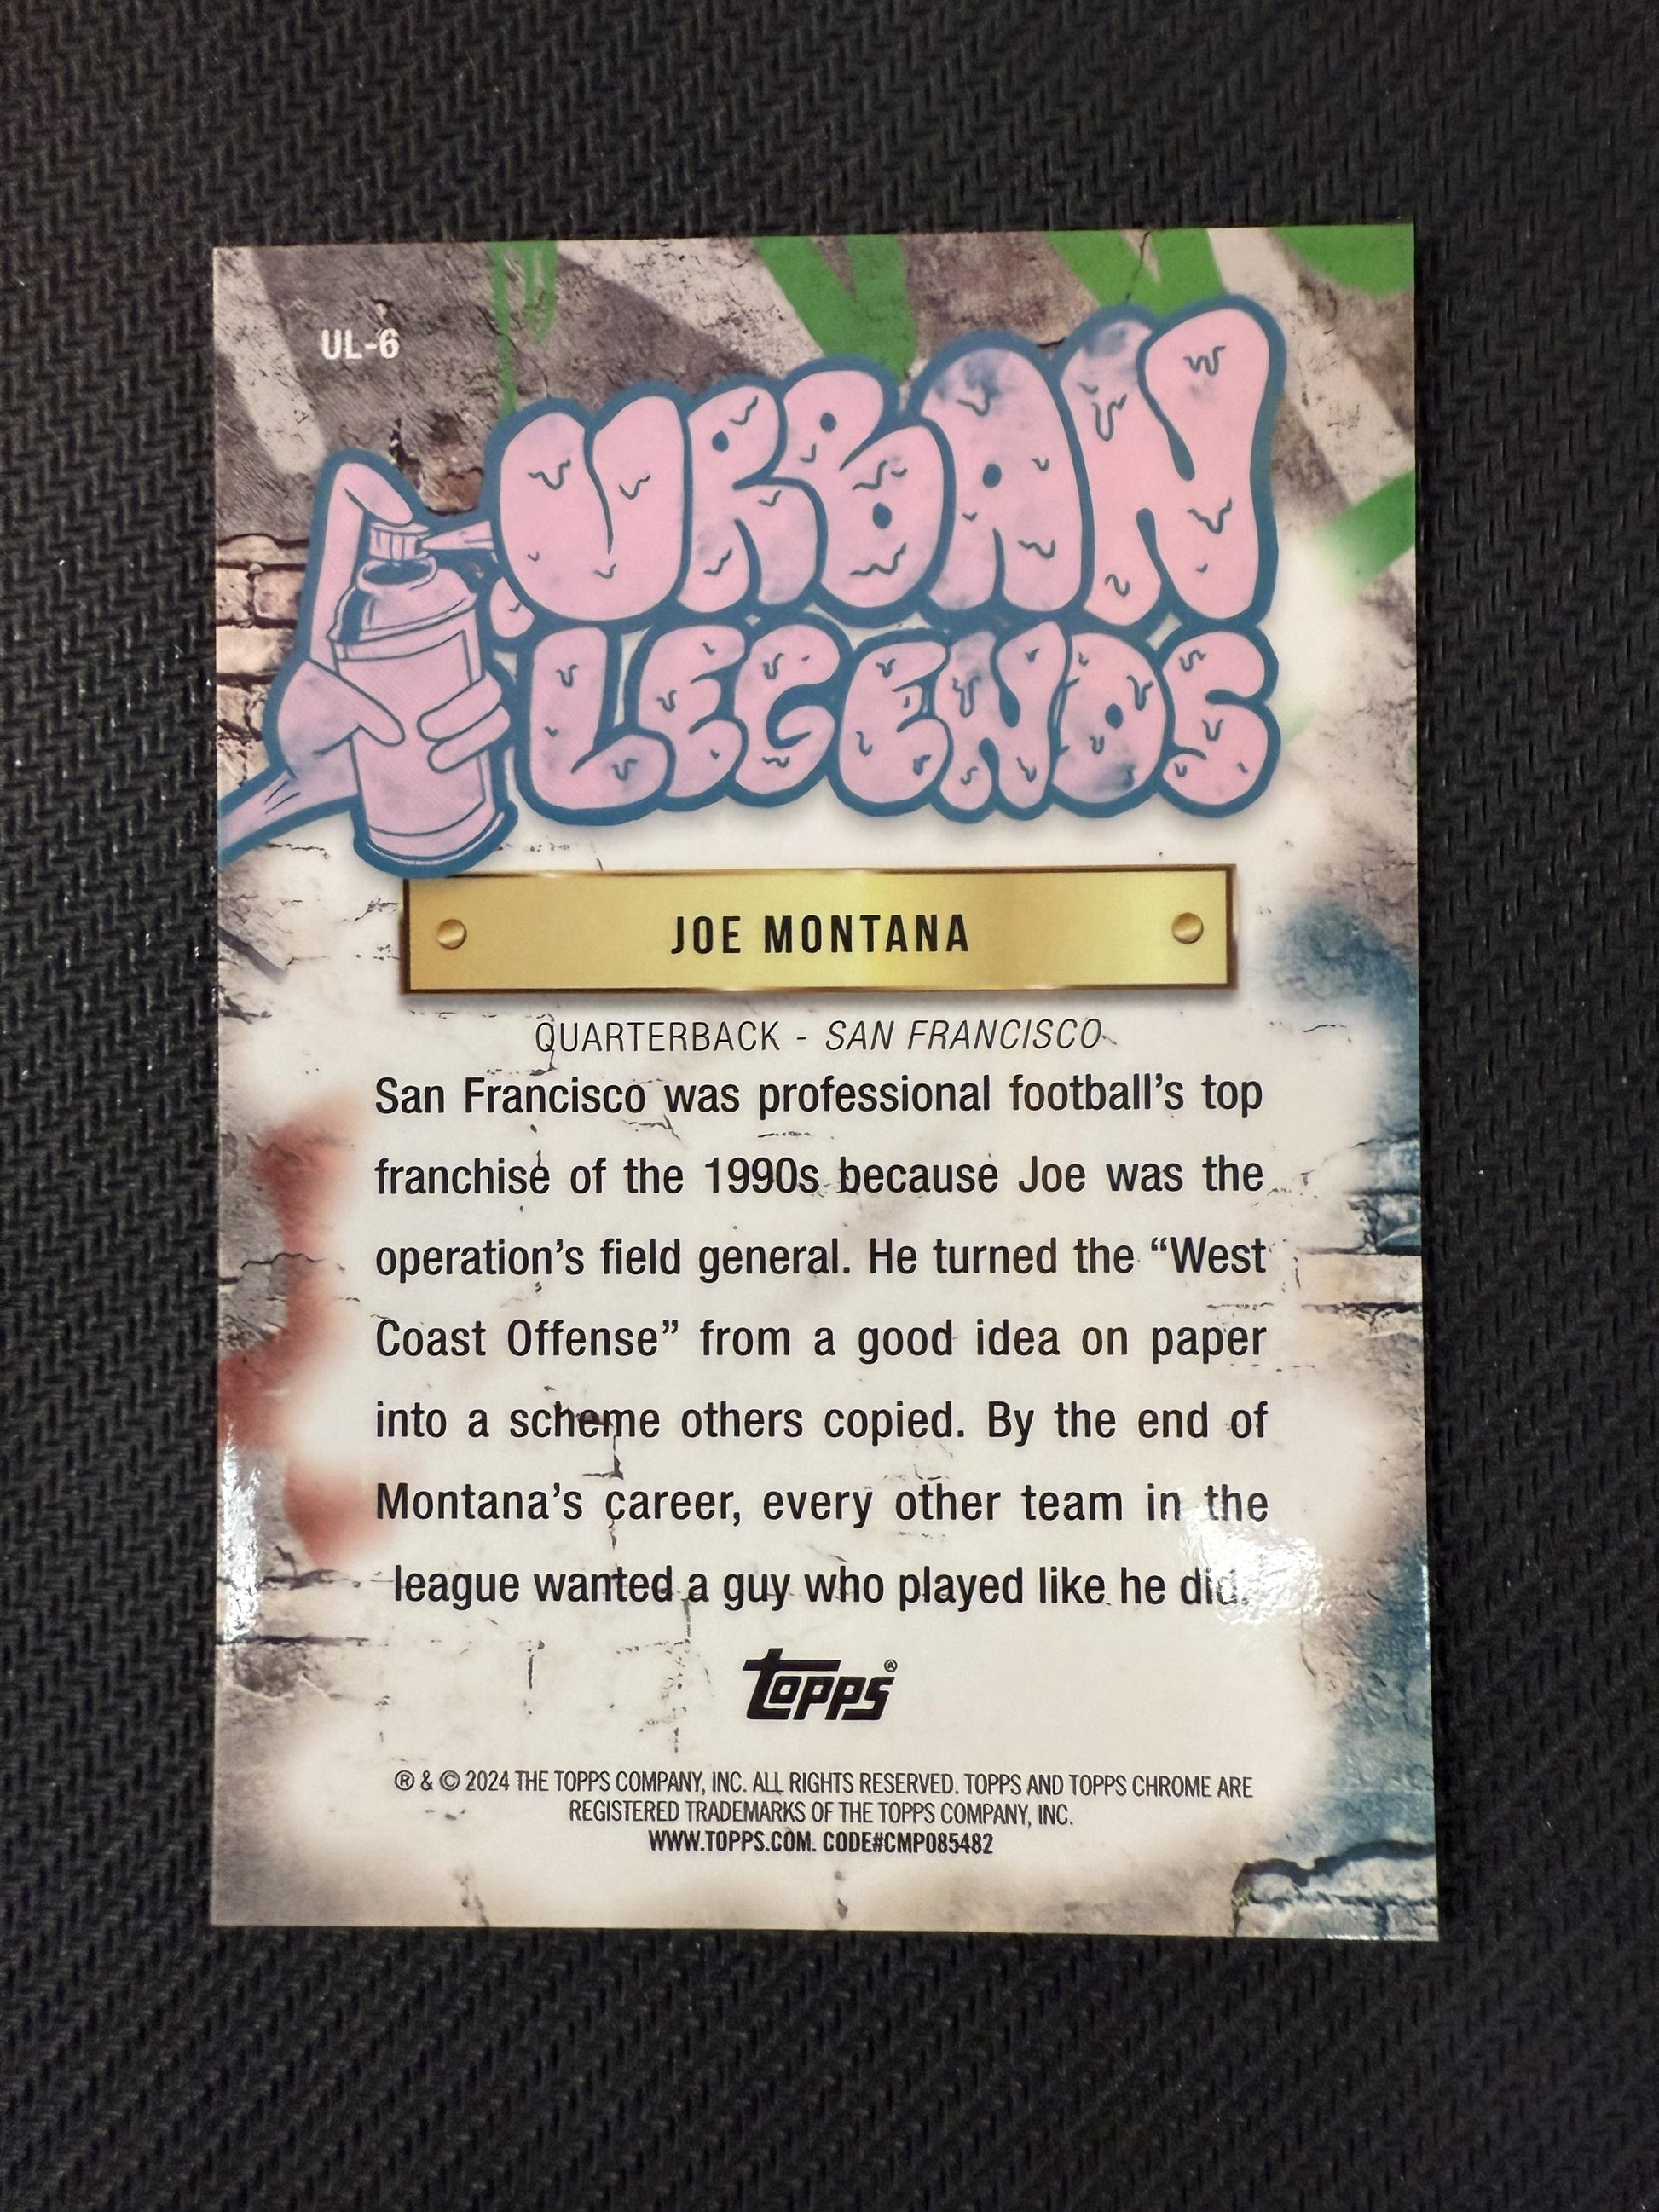 UL-6
URBAN
LEGENDS
JOE MONTANA
QUARTERBACK - SAN FRANCISCO
San Francisco was professional football’s top
franchise of the 1990s because Joe was the
operation’s field general. He turned the “West
Coast Offense” from a good idea on paper
into a scheme others copied. By the end of
Montana’s career, every other team in the
league wanted a guy who played like he did.
topps®
® & © 2024 THE TOPPS COMPANY, INC. ALL RIGHTS RESERVED. TOPPS AND TOPPS CHROME ARE
REGISTERED TRADEMARKS OF THE TOPPS COMPANY, INC.
WWW.TOPPS.COM. CODE#CMP085482